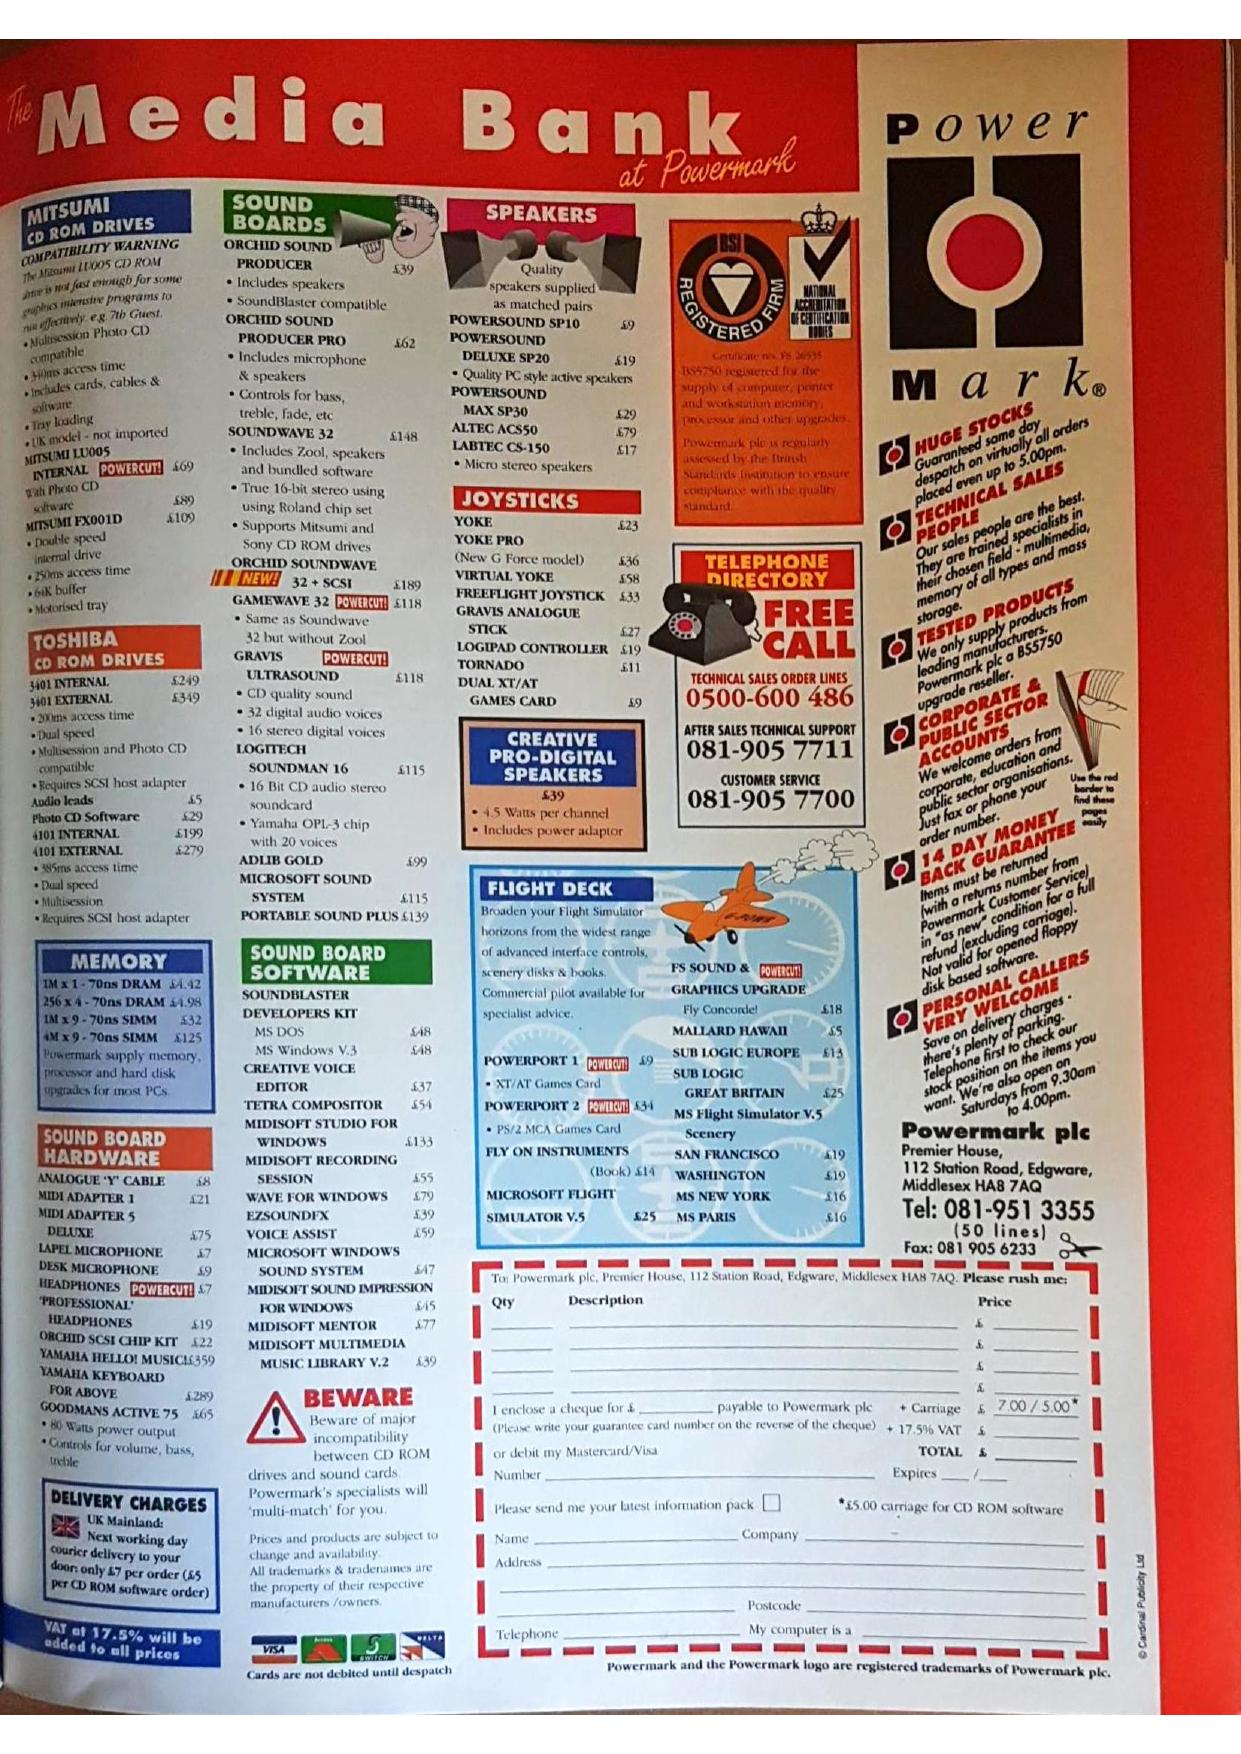 The Media Bank
at Powermark
MITSUMI
CD ROM DRIVES
COMPATIBILITY WARNING
The Mitsumi LU005 CD ROM
drive is not fast enough for some
graphics intensive programs to
run effectively. e.g. 7th Guest.
• Multisession Photo CD
compatible
• 340ms access time
• Includes cards, cables &
software
• Tray loading
• UK model - not imported
MITSUMI LU005
INTERNAL POWERCUT! £69
With Photo CD
software £89
MITSUMI FX001D £109
• Double speed
internal drive
• 250ms access time
• 64K buffer
• Motorised tray
TOSHIBA
CD ROM DRIVES
3401 INTERNAL £249
3401 EXTERNAL £349
• 200ms access time
• Dual speed
• Multisession and Photo CD
compatible
• Requires SCSI host adapter
Audio leads £5
Photo CD Software £29
4101 INTERNAL £199
4101 EXTERNAL £279
• 385ms access time
• Dual speed
• Multisession
• Requires SCSI host adapter
MEMORY
1M x 1 - 70ns DRAM £4.42
256 x 4 - 70ns DRAM £4.98
1M x 9 - 70ns SIMM £32
4M x 9 - 70ns SIMM £125
Powermark supply memory,
processor and hard disk
upgrades for most PCs.
SOUND BOARD
HARDWARE
ANALOGUE 'Y' CABLE £8
MIDI ADAPTER 1 £21
MIDI ADAPTER 5
DELUXE £75
LAPEL MICROPHONE £7
DESK MICROPHONE £9
HEADPHONES POWERCUT! £7
'PROFESSIONAL'
HEADPHONES £19
ORCHID SCSI CHIP KIT £22
YAMAHA HELLO! MUSIC! £359
YAMAHA KEYBOARD
FOR ABOVE £289
GOODMANS ACTIVE 75 £65
• 80 Watts power output
• Controls for volume, bass,
treble
DELIVERY CHARGES
UK Mainland:
Next working day
courier delivery to your
door: only £7 per order (£5
per CD ROM software order)
VAT at 17.5% will be
added to all prices
SOUND
BOARDS
ORCHID SOUND
PRODUCER £39
• Includes speakers
• SoundBlaster compatible
ORCHID SOUND
PRODUCER PRO £62
• Includes microphone
& speakers
• Controls for bass,
treble, fade, etc
SOUNDWAVE 32 £148
• Includes Zool, speakers
and bundled software
• True 16-bit stereo using
using Roland chip set
• Supports Mitsumi and
Sony CD ROM drives
ORCHID SOUNDWAVE
NEW! 32 + SCSI £189
GAMEWAVE 32 POWERCUT! £118
• Same as Soundwave
32 but without Zool
GRAVIS POWERCUT!
ULTRASOUND £118
• CD quality sound
• 32 digital audio voices
• 16 stereo digital voices
LOGITECH
SOUNDMAN 16 £115
• 16 Bit CD audio stereo
soundcard
• Yamaha OPL-3 chip
with 20 voices
ADLIB GOLD £99
MICROSOFT SOUND
SYSTEM £115
PORTABLE SOUND PLUS £139
SOUND BOARD
SOFTWARE
SOUNDBLASTER
DEVELOPERS KIT
MS DOS £48
MS Windows V.3 £48
CREATIVE VOICE
EDITOR £37
TETRA COMPOSITOR £54
MIDISOFT STUDIO FOR
WINDOWS £133
MIDISOFT RECORDING
SESSION £55
WAVE FOR WINDOWS £79
EZSOUNDFX £39
VOICE ASSIST £59
MICROSOFT WINDOWS
SOUND SYSTEM £47
MIDISOFT SOUND IMPRESSION
FOR WINDOWS £45
MIDISOFT MENTOR £77
MIDISOFT MULTIMEDIA
MUSIC LIBRARY V.2 £39
BEWARE
Beware of major
incompatibility
between CD ROM
drives and sound cards.
Powermark's specialists will
'multi-match' for you.
Prices and products are subject to
change and availability.
All trademarks & tradenames are
the property of their respective
manufacturers /owners.
VISA Access SWITCH DELTA
Cards are not debited until despatch
SPEAKERS
Quality
speakers supplied
as matched pairs
POWERSOUND SP10 £9
POWERSOUND
DELUXE SP20 £19
• Quality PC style active speakers
POWERSOUND
MAX SP30 £29
ALTEC ACS50 £79
LABTEC CS-150 £17
• Micro stereo speakers
JOYSTICKS
YOKE £23
YOKE PRO
(New G Force model) £36
VIRTUAL YOKE £58
FREEFLIGHT JOYSTICK £33
GRAVIS ANALOGUE
STICK £27
LOGIPAD CONTROLLER £19
TORNADO £11
DUAL XT/AT
GAMES CARD £9
CREATIVE
PRO-DIGITAL
SPEAKERS
£39
• 4.5 Watts per channel
• Includes power adaptor
BSI
REGISTERED FIRM
NATIONAL
ACCREDITATION
OF CERTIFICATION
BODIES
Certificate no. FS 26535
BS5750 registered for the
supply of computer, printer
and workstation memory,
processor and other upgrades.
Powermark plc is regularly
assessed by the British
Standards Institution to ensure
compliance with the quality
standard.
TELEPHONE
DIRECTORY
FREE
CALL
TECHNICAL SALES ORDER LINES
0500-600 486
AFTER SALES TECHNICAL SUPPORT
081-905 7711
CUSTOMER SERVICE
081-905 7700
FLIGHT DECK
G-POWR
Broaden your Flight Simulator
horizons from the widest range
of advanced interface controls,
scenery disks & books.
Commercial pilot available for
specialist advice.
POWERPORT 1 POWERCUT! £9
• XT/AT Games Card
POWERPORT 2 POWERCUT! £34
• PS/2 MCA Games Card
FLY ON INSTRUMENTS
(Book) £14
MICROSOFT FLIGHT
SIMULATOR V.5 £25
FS SOUND & POWERCUT!
GRAPHICS UPGRADE
Fly Concorde! £18
MALLARD HAWAII £5
SUB LOGIC EUROPE £13
SUB LOGIC
GREAT BRITAIN £25
MS Flight Simulator V.5
Scenery
SAN FRANCISCO £19
WASHINGTON £19
MS NEW YORK £16
MS PARIS £16
Power
Mark®
HUGE STOCKS
Guaranteed same day
despatch on virtually all orders
placed even up to 5.00pm.
TECHNICAL SALES
PEOPLE
Our sales people are the best.
They are trained specialists in
their chosen field - multimedia,
memory of all types and mass
storage.
TESTED PRODUCTS
We only supply products from
leading manufacturers.
Powermark plc a BS5750
upgrade reseller.
CORPORATE &
PUBLIC SECTOR
ACCOUNTS
We welcome orders from
corporate, education and
public sector organisations.
Just fax or phone your
order number.
Use the red
border to
find these
pages
easily
14 DAY MONEY
BACK GUARANTEE
Items must be returned
(with a returns number from
Powermark Customer Service)
in "as new" condition for a full
refund (excluding carriage).
Not valid for opened floppy
disk based software.
PERSONAL CALLERS
VERY WELCOME
Save on delivery charges -
there's plenty of parking.
Telephone first to check our
stock position on the items you
want. We're also open on
Saturdays from 9.30am
to 4.00pm.
Powermark plc
Premier House,
112 Station Road, Edgware,
Middlesex HA8 7AQ
Tel: 081-951 3355
(50 lines)
Fax: 081 905 6233
To: Powermark plc, Premier House, 112 Station Road, Edgware, Middlesex HA8 7AQ. Please rush me:
Qty Description Price
£
£
£
£
I enclose a cheque for £ payable to Powermark plc + Carriage £ 7.00 / 5.00*
(Please write your guarantee card number on the reverse of the cheque) + 17.5% VAT £
or debit my Mastercard/Visa TOTAL £
Number Expires /
Please send me your latest information pack *£5.00 carriage for CD ROM software
Name Company
Address
Postcode
Telephone My computer is a
Powermark and the Powermark logo are registered trademarks of Powermark plc.
© Cardinal Publicity Ltd